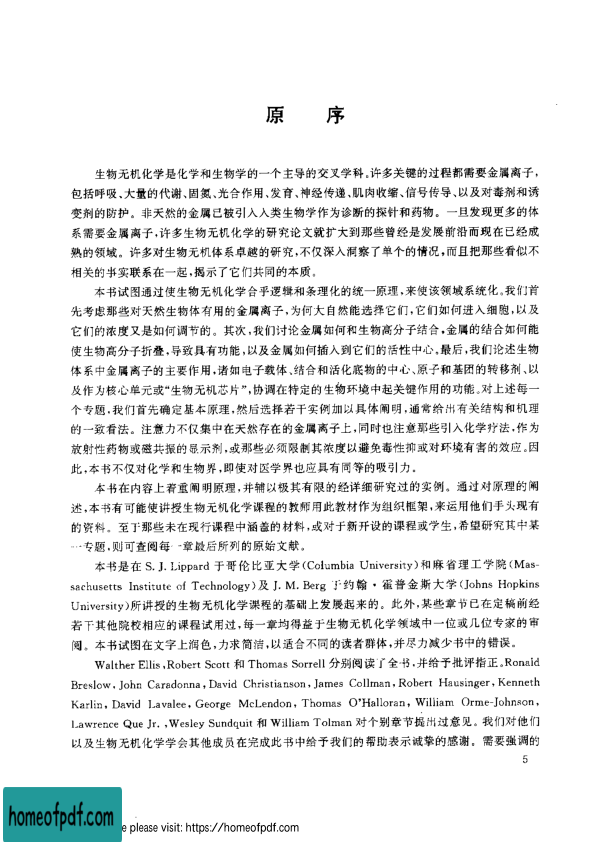 原 序
生物无机化学是化学和生物学的一个主导的交叉学科。许多关键的过程都需要金属离子,
包括呼吸、大量的代谢、固氮、光合作用、发育、神经传递、肌肉收缩、信号传导、以及对毒剂和诱
变剂的防护。非天然的金属已被引入人类生物学作为诊断的探针和药物。一旦发现更多的体
系需要金属离子,许多生物无机化学的研究论文就扩大到那些曾经是发展前沿而现在已经成
熟的领域。许多对生物无机体系卓越的研究,不仅深入洞察了单个的情况,而且把那些看似不
相关的事实联系在一起,揭示了它们共同的本质。
本书试图通过使生物无机化学合乎逻辑和条理化的统一原理,来使该领域系统化。我们首
先考虑那些对天然生物体有用的金属离子,为何大自然能选择它们,它们如何进入细胞,以及
它们的浓度又是如何调节的。其次,我们讨论金属如何和生物高分子结合,金属的结合如何能
使生物高分子折叠,导致具有功能,以及金属如何插入到它们的活性中心。最后,我们论述生物
体系中金属离子的主要作用,诸如电子载体、结合和活化底物的中心、原子和基团的转移剂、以
及作为核心单元或“生物无机芯片”,协调在特定的生物环境中起关键作用的功能。对上述每一
个专题,我们首先确定基本原理,然后选择若干实例加以具体阐明,通常给出有关结构和机理
的一致看法。注意力不仅集中在天然存在的金属离子上,同时也注意那些引入化学疗法,作为
放射性药物或磁共振的显示剂,或那些必须限制其浓度以避免毒性抑或对环境有害的效应。因
此,本书不仅对化学和生物界,即使对医学界也应具有同等的吸引力。
本书在内容上着重阐明原理,并辅以极其有限的经详细研究过的实例。通过对原理的阐
述,本书有可能使讲授生物无机化学课程的教师用此教材作为组织框架,来运用他们手头现有
的资料。至于那些未在现行课程中涵盖的材料,或对于新开设的课程或学生,希望研究其中某
一专题,则可查阅每一章最后所列的原始文献。
本书是在 S. J. Lippard 于哥伦比亚大学(Columbia University)和麻省理工学院(Mas-
sachusetts Institute of Technology)及 J. M. Berg 于约翰·霍普金斯大学(Johns Hopkins
University)所讲授的生物无机化学课程的基础上发展起来的。此外,某些章节已在定稿前经
若干其他院校相应的课程试用过,每一章均得益于生物无机化学领域中一位或几位专家的审
阅。本书试图在文字上润色,力求简洁,以适合不同的读者群体,并尽力减少书中的错误。
Walther Ellis,Robert Scott 和 Thomas Sorrell 分别阅读了全书,并给予批评指正。Ronald
Breslow, John Caradonna, David Christianson, James Collman, Robert Hausinger, Kenneth
Karlin, David Lavalee, George McLendon, Thomas O'Halloran, William Orme-Johnson,
Lawrence Que Jr. ,Wesley Sundquit 和 William Tolman 对个别章节提出过意见。我们对他们
以及生物无机化学学会其他成员在完成此书中给予我们的帮助表示诚挚的感谢。需要强调的
5
homeofpdf.com
e please visit: https://homeofpdf.com